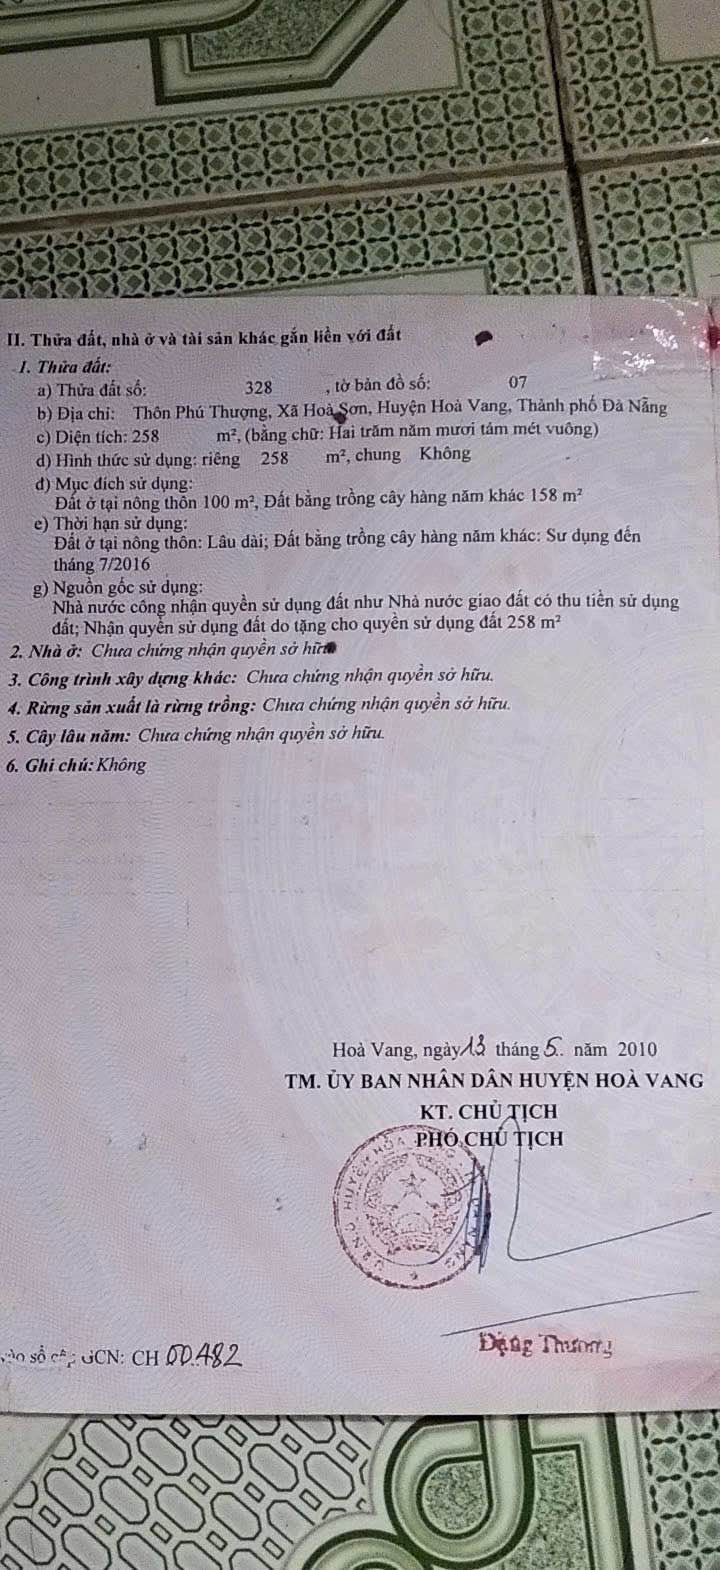 II. Thửa đất, nhà ở và tài sản khác gắn liền với đất
1. Thửa đất:
a) Thửa đất số: 328 , tờ bản đồ số: 07
b) Địa chỉ: Thôn Phú Thượng, Xã Hoà Sơn, Huyện Hoà Vang, Thành phố Đà Nẵng
c) Diện tích: 258 m², (bằng chữ: Hai trăm năm mươi tám mét vuông)
d) Hình thức sử dụng: riêng 258 m², chung Không
đ) Mục đích sử dụng:
Đất ở tại nông thôn 100 m², Đất bằng trồng cây hàng năm khác 158 m²
e) Thời hạn sử dụng:
Đất ở tại nông thôn: Lâu dài; Đất bằng trồng cây hàng năm khác: Sư dụng đến
tháng 7/2016
g) Nguồn gốc sử dụng:
Nhà nước công nhận quyền sử dụng đất như Nhà nước giao đất có thu tiền sử dụng
đất; Nhận quyền sử dụng đất do tặng cho quyền sử dụng đất 258 m²
2. Nhà ở: Chưa chứng nhận quyền sở hữu
3. Công trình xây dựng khác: Chưa chứng nhận quyền sở hữu.
4. Rừng sản xuất là rừng trồng: Chưa chứng nhận quyền sở hữu.
5. Cây lâu năm: Chưa chứng nhận quyền sở hữu.
6. Ghi chú: Không
Hoà Vang, ngày 13 tháng 5. năm 2010
TM. ỦY BAN NHÂN DÂN HUYỆN HOÀ VANG
KT. CHỦ TỊCH
PHÓ CHỦ TỊCH
Đặng Thương
vào sổ cấp GCN: CH 00482